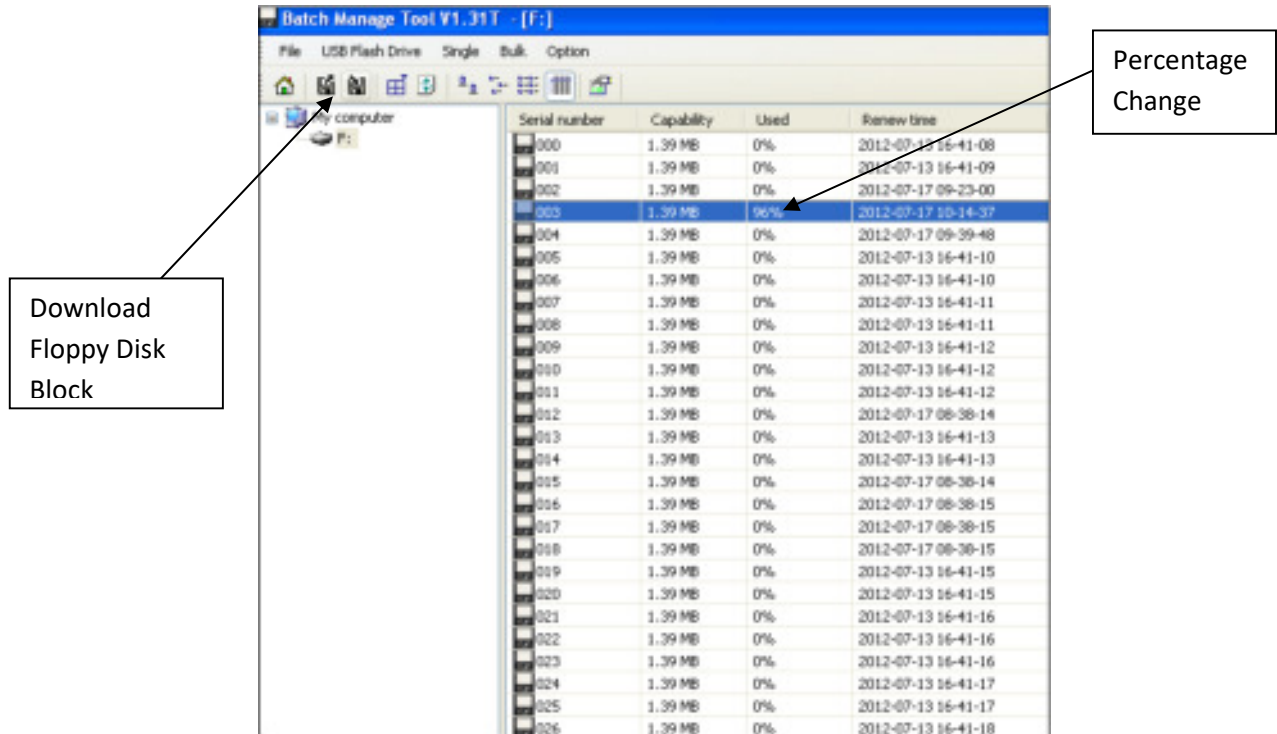 Batch Manage Tool V1.31T - [F:]
File USB Flash Drive Single Bulk Option
Percentage
Change
My computer
F:
Download
Floppy Disk
Block
Serial number Capability Used Renew time
000 1.39 MB 0% 2012-07-13 16-41-08
001 1.39 MB 0% 2012-07-13 16-41-09
002 1.39 MB 0% 2012-07-17 09-23-00
003 1.39 MB 96% 2012-07-17 10-14-37
004 1.39 MB 0% 2012-07-17 09-39-48
005 1.39 MB 0% 2012-07-13 16-41-10
006 1.39 MB 0% 2012-07-13 16-41-10
007 1.39 MB 0% 2012-07-13 16-41-11
008 1.39 MB 0% 2012-07-13 16-41-11
009 1.39 MB 0% 2012-07-13 16-41-12
010 1.39 MB 0% 2012-07-13 16-41-12
011 1.39 MB 0% 2012-07-13 16-41-12
012 1.39 MB 0% 2012-07-17 08-38-14
013 1.39 MB 0% 2012-07-13 16-41-13
014 1.39 MB 0% 2012-07-13 16-41-13
015 1.39 MB 0% 2012-07-17 08-38-14
016 1.39 MB 0% 2012-07-17 08-38-15
017 1.39 MB 0% 2012-07-17 08-38-15
018 1.39 MB 0% 2012-07-17 08-38-15
019 1.39 MB 0% 2012-07-13 16-41-15
020 1.39 MB 0% 2012-07-13 16-41-15
021 1.39 MB 0% 2012-07-13 16-41-16
022 1.39 MB 0% 2012-07-13 16-41-16
023 1.39 MB 0% 2012-07-13 16-41-16
024 1.39 MB 0% 2012-07-13 16-41-17
025 1.39 MB 0% 2012-07-13 16-41-17
026 1.39 MB 0% 2012-07-13 16-41-18